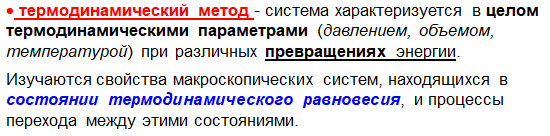 • термодинамический метод - система характеризуется в целом
термодинамическими параметрами (давлением, объемом,
температурой) при различных превращениях энергии.
Изучаются свойства макроскопических систем, находящихся в
состоянии термодинамического равновесия, и процессы
перехода между этими состояниями.